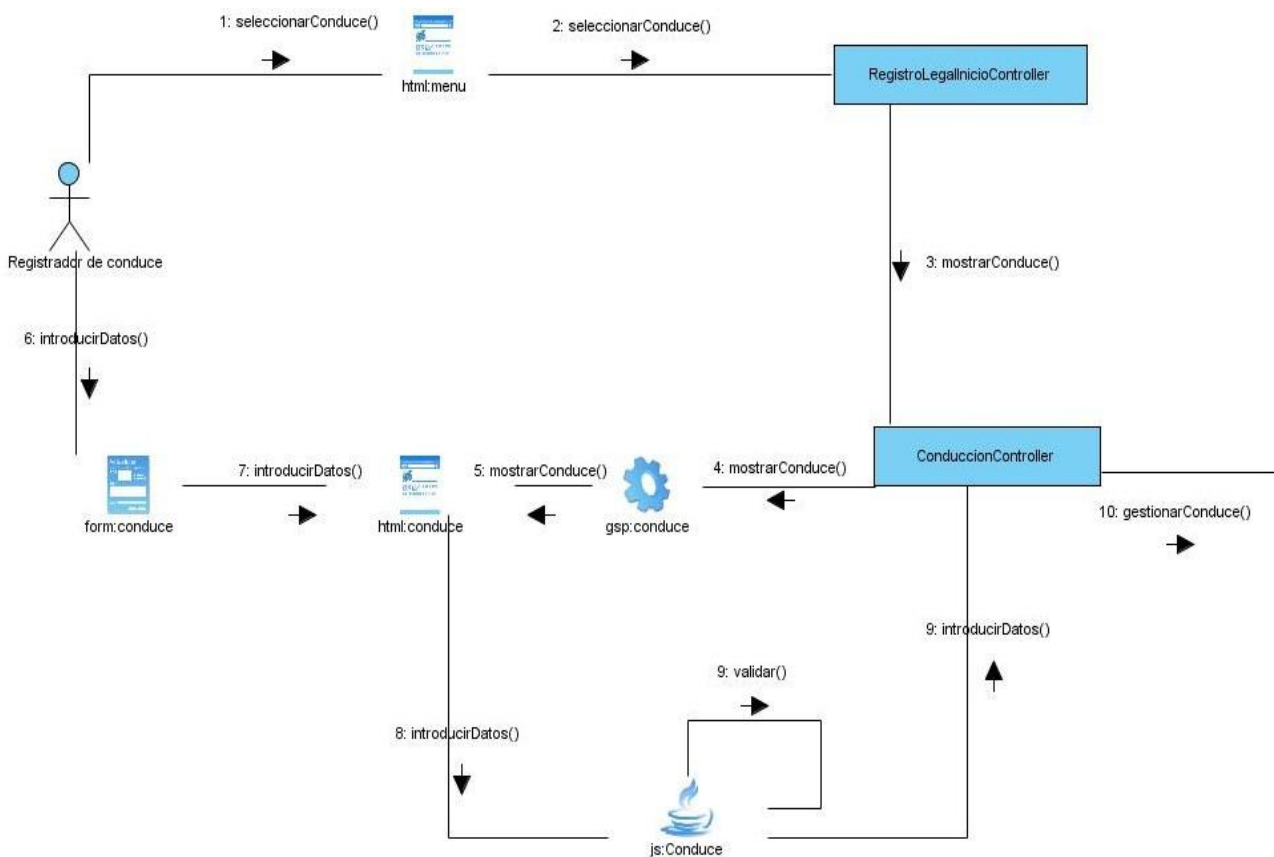 1: seleccionarConduce()
2: seleccionarConduce()
html:menu
RegistroLegalInicioController
Registrador de conduce
3: mostrarConduce()
6: introducirDatos()
7: introducirDatos()
5: mostrarConduce()
4: mostrarConduce()
ConduccionController
form:conduce
html:conduce
gsp:conduce
10: gestionarConduce()
9: introducirDatos()
9: validar()
8: introducirDatos()
js:Conduce